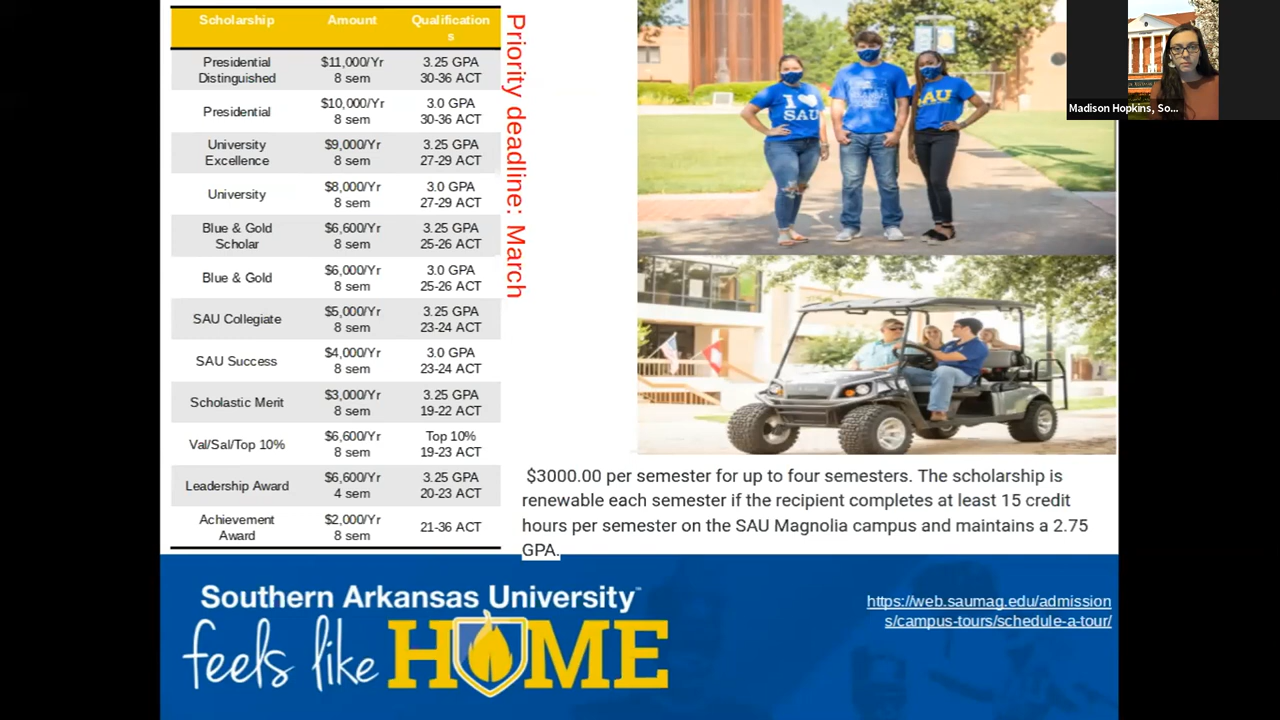 Scholarship Amount Qualification
s
Presidential $11,000/Yr 3.25 GPA
Distinguished 8 sem 30-36 ACT
Presidential $10,000/Yr 3.0 GPA
8 sem 30-36 ACT
University $9,000/Yr 3.25 GPA
Excellence 8 sem 27-29 ACT
University $8,000/Yr 3.0 GPA
8 sem 27-29 ACT
Blue & Gold $6,600/Yr 3.25 GPA
Scholar 8 sem 25-26 ACT
Blue & Gold $6,000/Yr 3.0 GPA
8 sem 25-26 ACT
SAU Collegiate $5,000/Yr 3.25 GPA
8 sem 23-24 ACT
SAU Success $4,000/Yr 3.0 GPA
8 sem 23-24 ACT
Scholastic Merit $3,000/Yr 3.25 GPA
8 sem 19-22 ACT
Val/Sal/Top 10% $6,600/Yr Top 10%
8 sem 19-23 ACT
Leadership Award $6,600/Yr 3.25 GPA
4 sem 20-23 ACT
Achievement $2,000/Yr 21-36 ACT
Award 8 sem
Priority deadline: March
I SAU
SAU
Madison Hopkins, So...
$3000.00 per semester for up to four semesters. The scholarship is
renewable each semester if the recipient completes at least 15 credit
hours per semester on the SAU Magnolia campus and maintains a 2.75
GPA.
Southern Arkansas University™
feels like HOME
https://web.saumag.edu/admission
s/campus-tours/schedule-a-tour/